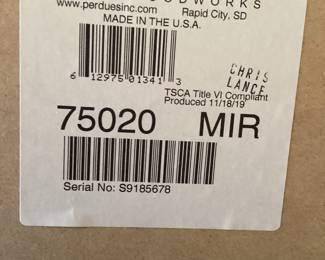 WOODWORKS
www.perduesinc.com Rapid City, SD
MADE IN THE U.S.A.
6 12975 01341 3
CHRIS
LANCE
TSCA Title VI Compliant
Produced 11/18/19
75020 MIR
Serial No: S9185678